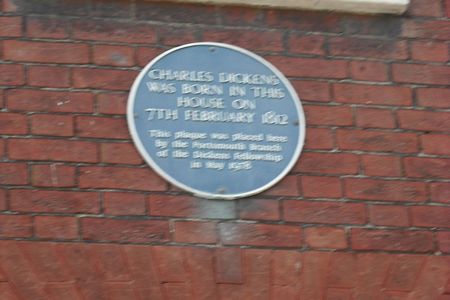 CHARLES DICKENS
WAS BORN IN THIS
HOUSE ON
7TH FEBRUARY 1812
This plaque was placed here
by the Portsmouth Branch
of the Dickens Fellowship
in May 1978